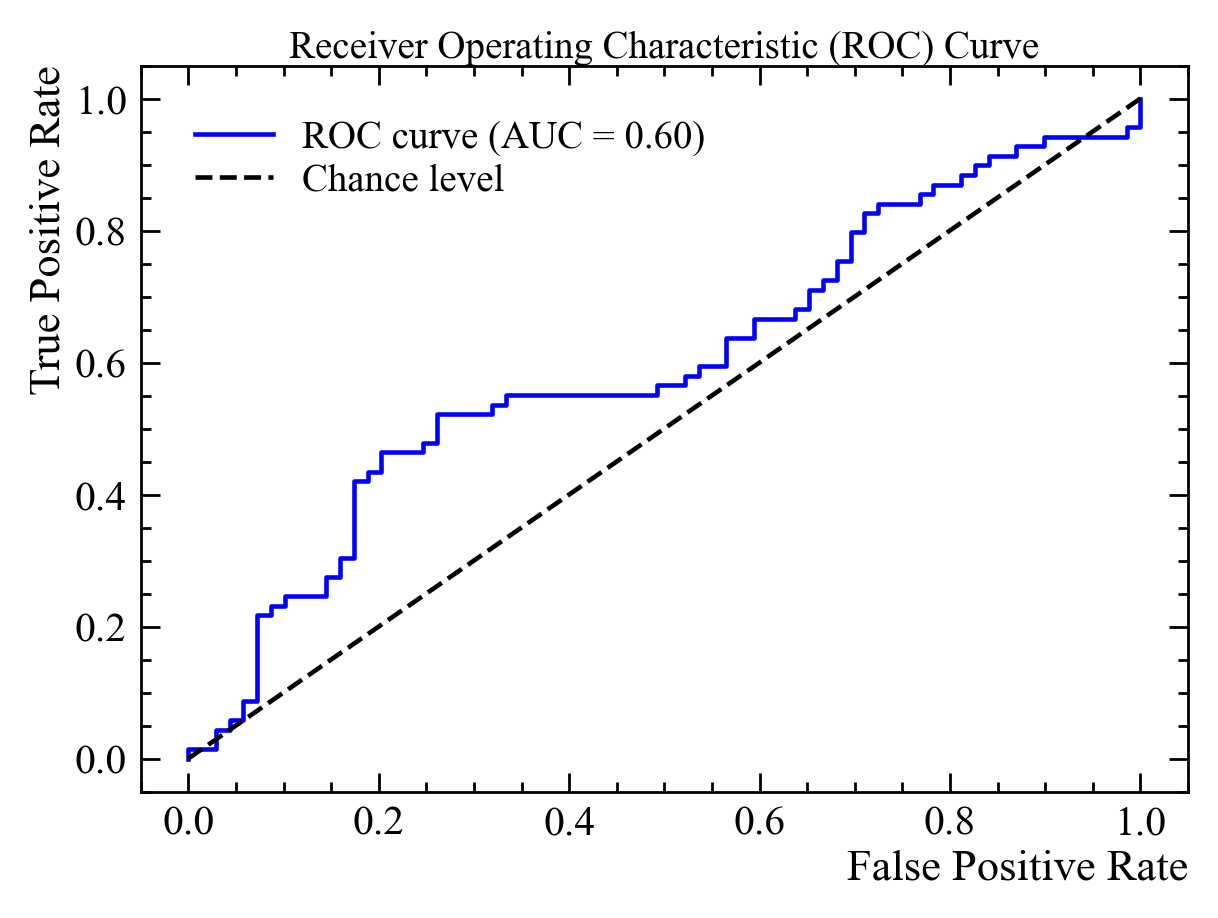 Receiver Operating Characteristic (ROC) Curve
True Positive Rate
1.0
0.8
0.6
0.4
0.2
0.0
ROC curve (AUC = 0.60)
Chance level
0.0 0.2 0.4 0.6 0.8 1.0
False Positive Rate